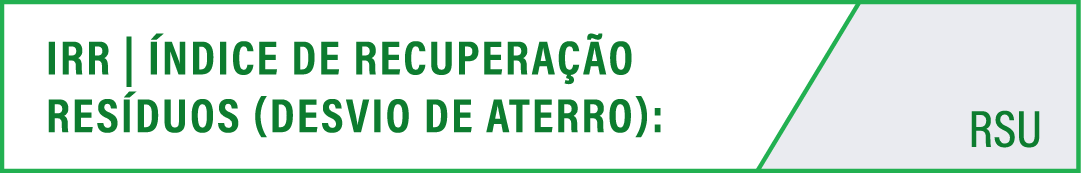 IRR | ÍNDICE DE RECUPERAÇÃO
RESÍDUOS (DESVIO DE ATERRO):
RSU